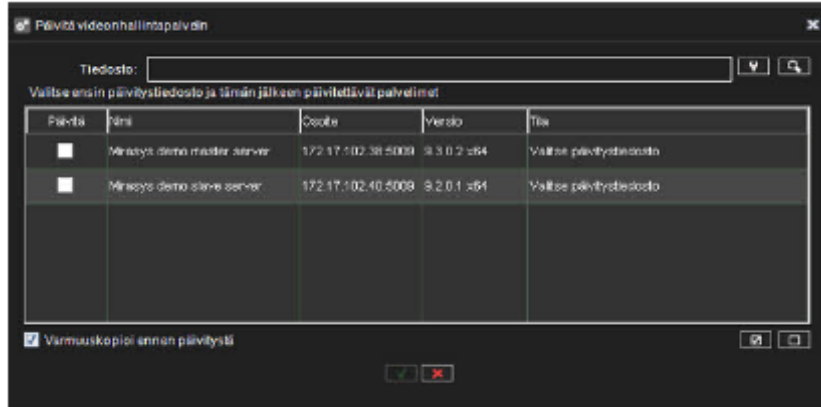 Päivitä videonhallintapalvelin
Tiedosto:
Valitse ensin päivitystiedosto ja tämän jälkeen päivitettävät palvelimet
Päivitä Nimi Osoite Versio Tila
Mirasys demo master server 172.17.102.38:5009 9.3.0.2 x64 Valitse päivitystiedosto
Mirasys demo slave server 172.17.102.40:5009 9.2.0.1 x64 Valitse päivitystiedosto
Varmuuskopioi ennen päivitystä